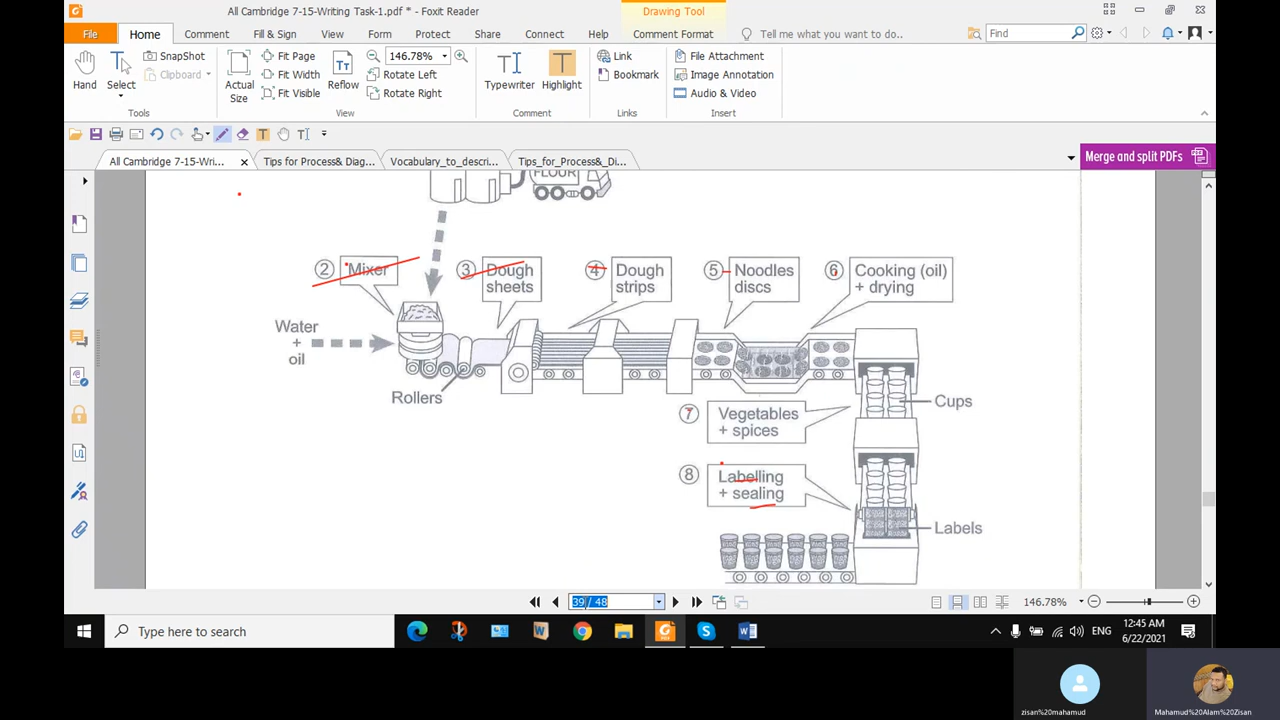 All Cambridge 7-15-Writing Task-1.pdf * - Foxit Reader
Drawing Tool
File
Home
Comment
Fill & Sign
View
Form
Protect
Share
Connect
Help
Comment Format
Tell me what you want to do..
Find
Hand
Select
SnapShot
Clipboard
Actual
Size
Fit Page
Fit Width
Fit Visible
Reflow
146.78%
Rotate Left
Rotate Right
Typewriter
Highlight
Link
Bookmark
File Attachment
Image Annotation
Audio & Video
Tools
View
Comment
Links
Insert
All Cambridge 7-15-Wri...
Tips for Process& Diag...
Vocabulary_to_descri...
Tips_for_Process&_Di...
Merge and split PDFs
FLOUR
2 Mixer
3 Dough
sheets
4 Dough
strips
5 Noodles
discs
6 Cooking (oil)
+ drying
Water
+
oil
Rollers
7 Vegetables
+ spices
Cups
8 Labelling
+ sealing
Labels
39 / 48
146.78%
Type here to search
ENG
12:45 AM
6/22/2021
zisan%20mahamud
Mahamud%20Alam%20Zisan